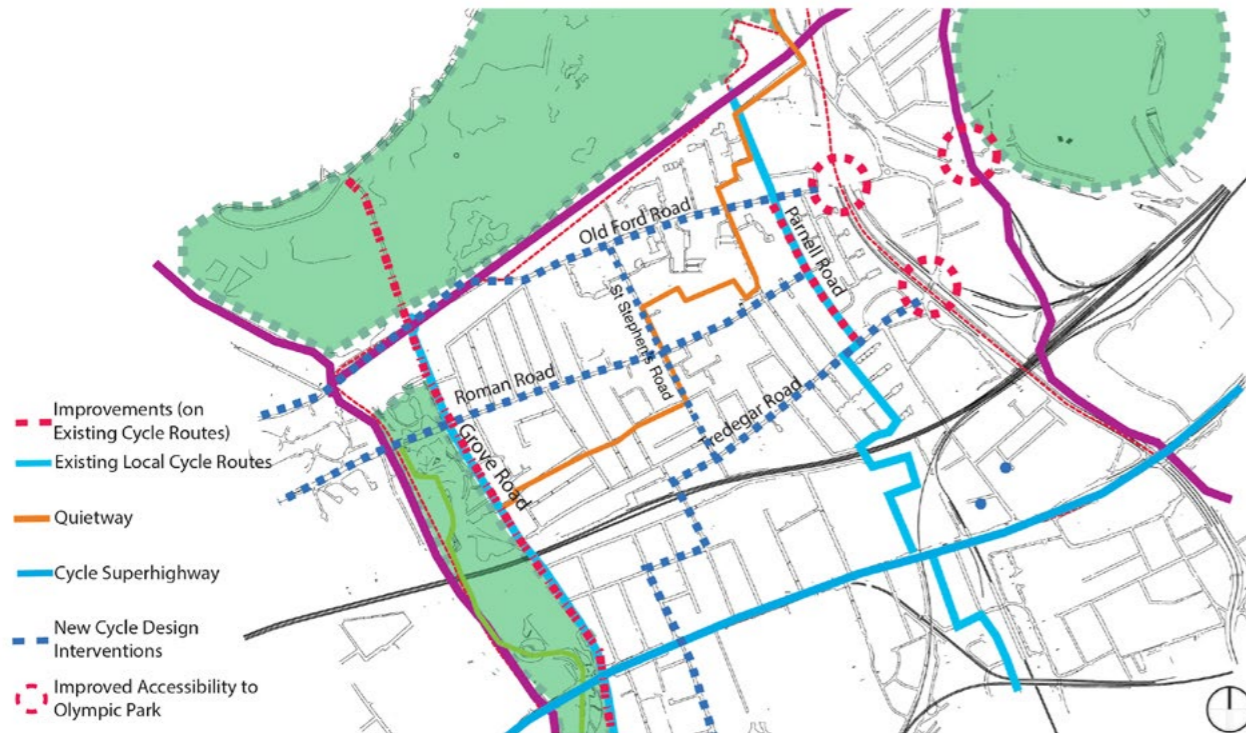 Old Ford Road
Parnell Road
St Stephen's Road
Roman Road
Tredegar Road
Grove Road
Improvements (on
Existing Cycle Routes)
Existing Local Cycle Routes
Quietway
Cycle Superhighway
New Cycle Design
Interventions
Improved Accessibility to
Olympic Park